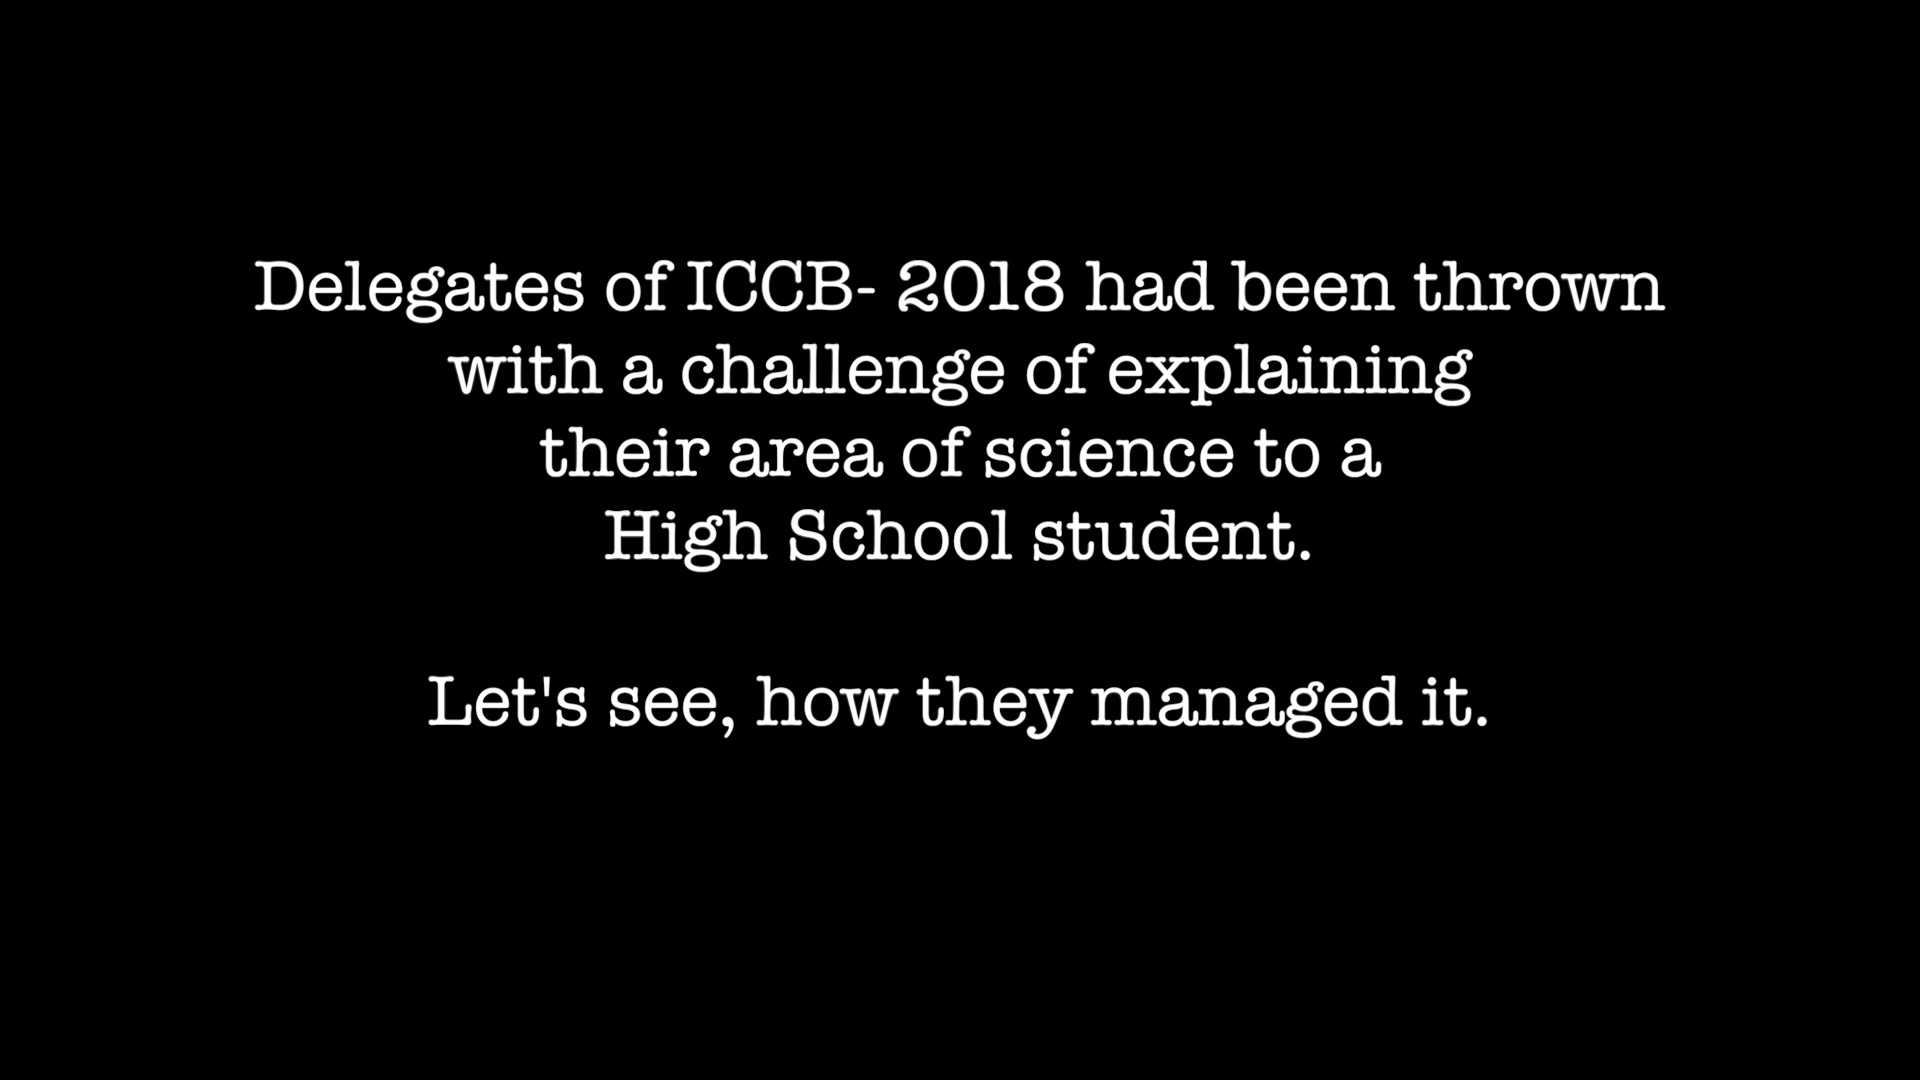 Delegates of ICCB- 2018 had been thrown
with a challenge of explaining
their area of science to a
High School student.
Let's see, how they managed it.